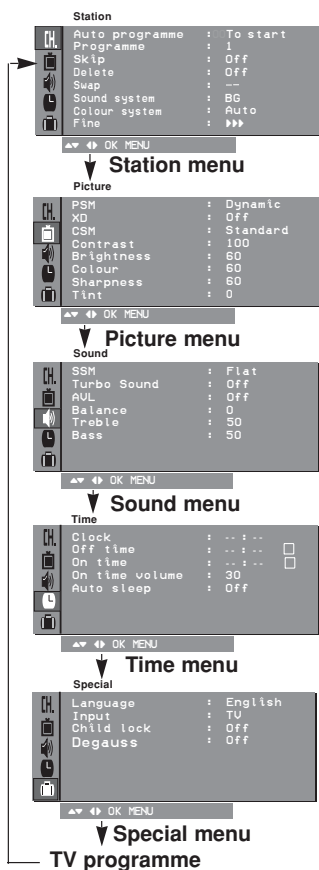 Station
CH.
Auto programme : To start
Programme : 1
Skip : Off
Delete : Off
Swap : --
Sound system : BG
Colour system : Auto
Fine : ▶▶▶
▲▼ ◀▶ OK MENU
Station menu
Picture
CH.
PSM : Dynamic
XD : Off
CSM : Standard
Contrast : 100
Brightness : 60
Colour : 60
Sharpness : 60
Tint : 0
▲▼ ◀▶ OK MENU
Picture menu
Sound
CH.
SSM : Flat
Turbo Sound : Off
AVL : Off
Balance : 0
Treble : 50
Bass : 50
▲▼ ◀▶ OK MENU
Sound menu
Time
CH.
Clock : -- : --
Off time : -- : -- □
On time : -- : -- □
On time volume : 30
Auto sleep : Off
▲▼ ◀▶ OK MENU
Time menu
Special
CH.
Language : English
Input : TV
Child lock : Off
Degauss : Off
▲▼ ◀▶ OK MENU
Special menu
TV programme